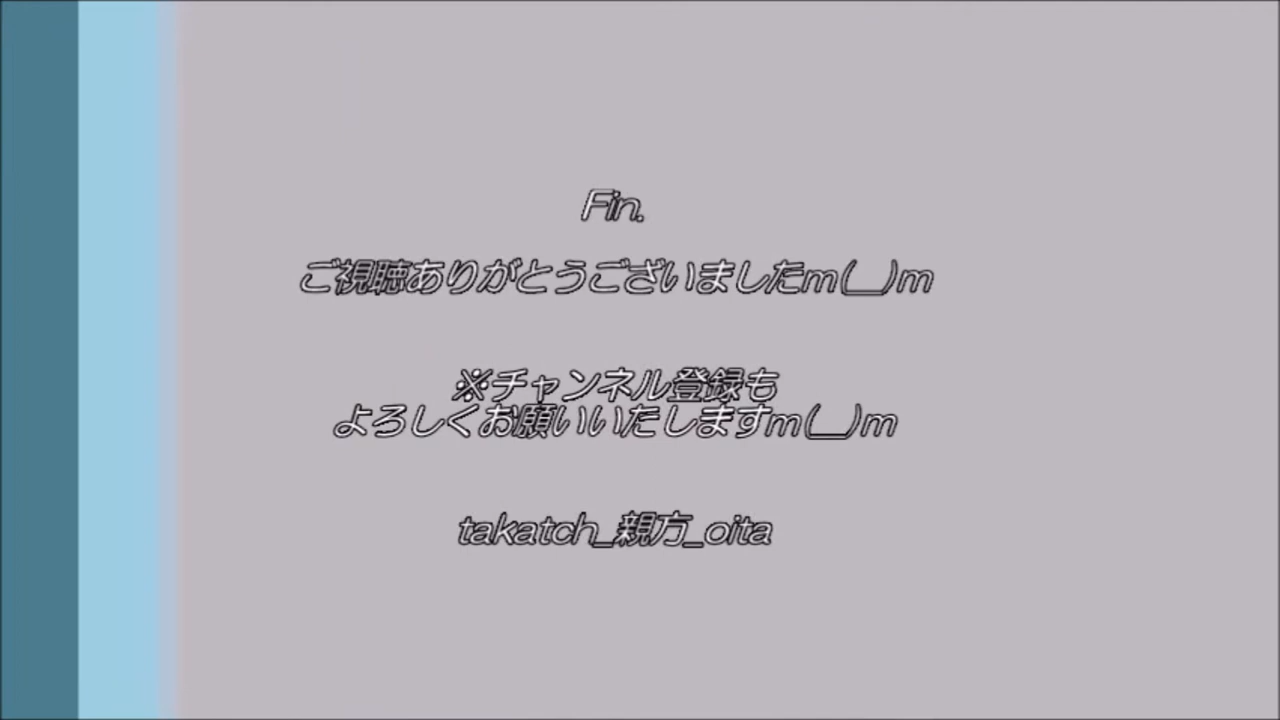 Fin.
ご視聴ありがとうございましたm(__)m
※チャンネル登録も
よろしくお願いいたしますm(__)m
takatch_親方_oita